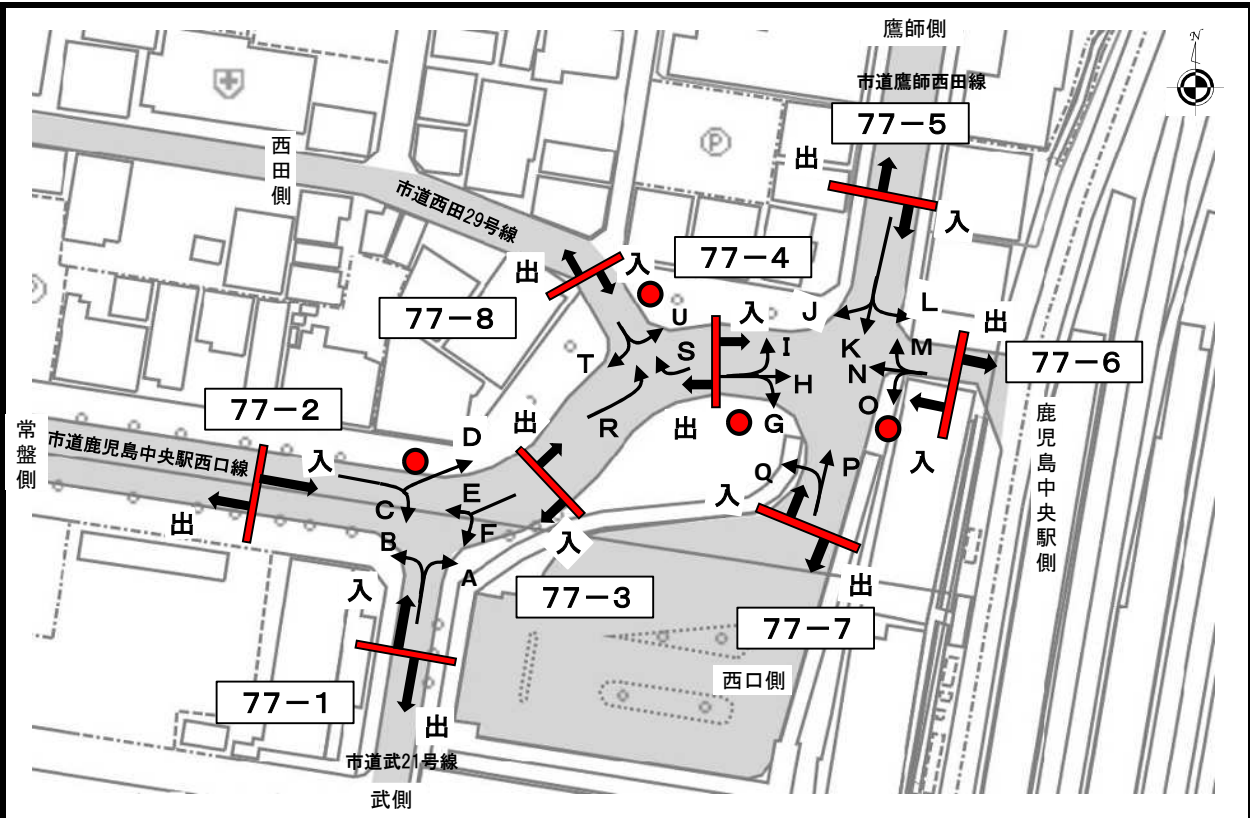 鷹師側
N
市道鷹師西田線
77-5
出
入
西田側
市道西田29号線
出
入
77-4
77-8
U
入
J
L
出
I
K
M
T
S
H
N
77-6
O
77-2
D
出
R
出
G
入
鹿児島中央駅側
常盤側
市道鹿児島中央駅西口線
入
E
Q
P
C
入
出
F
B
入
A
入
77-3
出
77-7
西口側
77-1
出
市道武21号線
武側
P
P